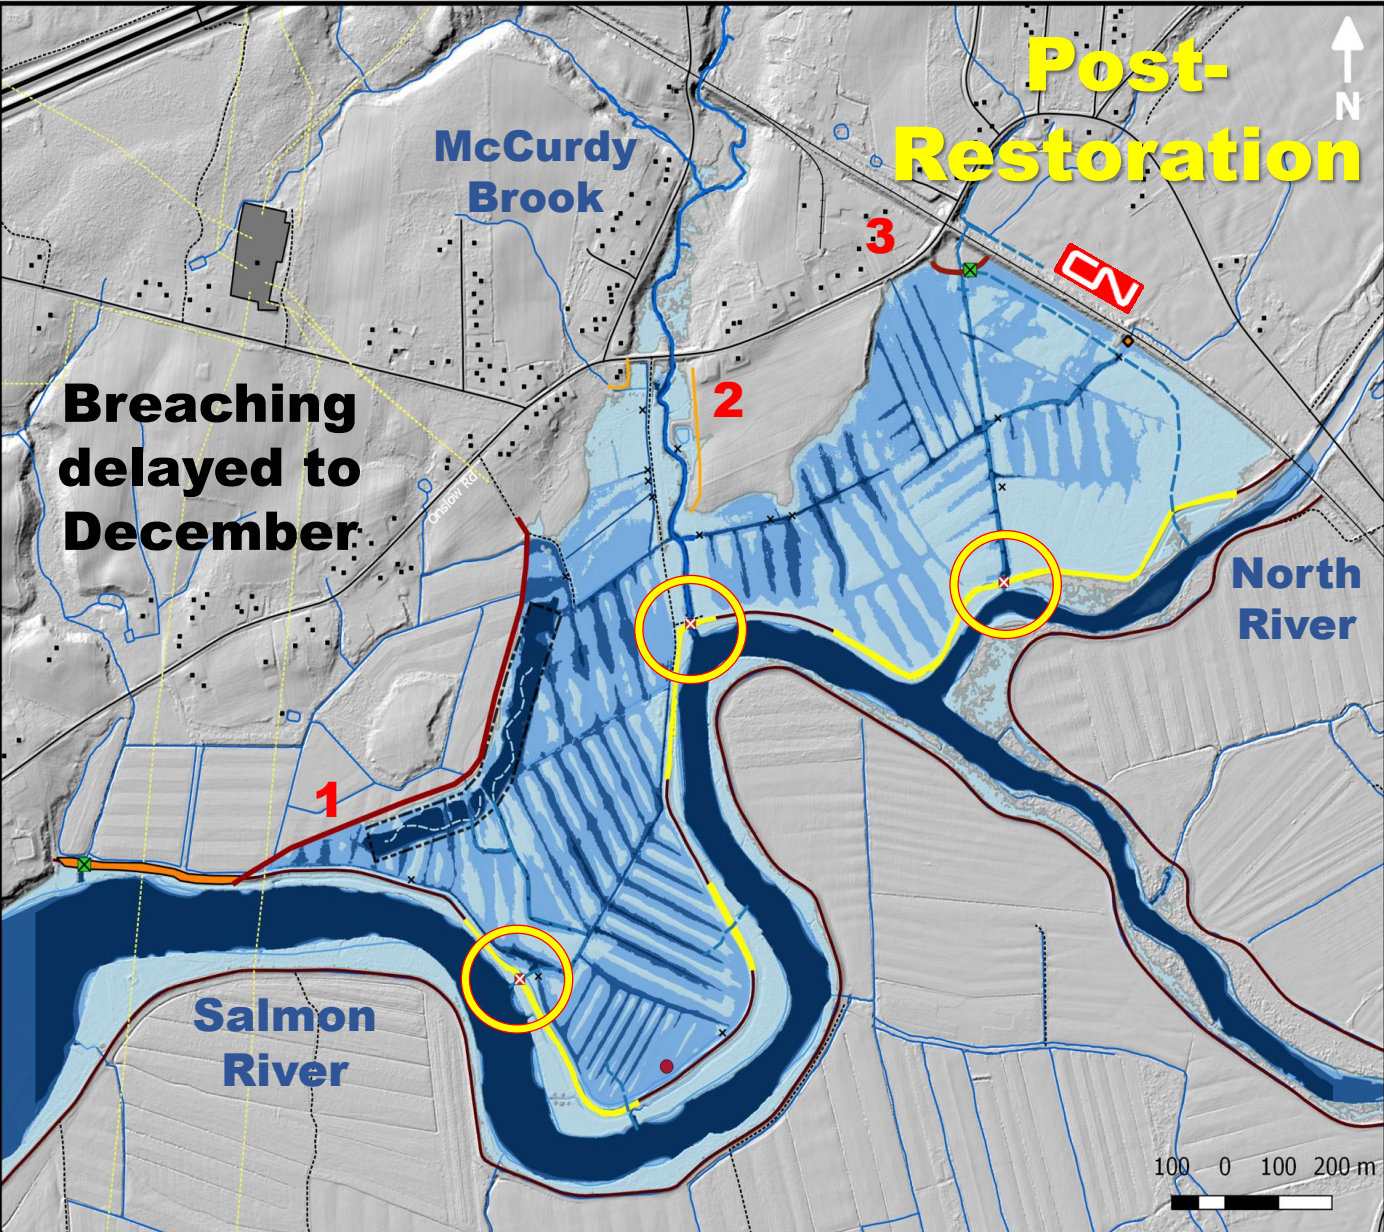 Post-
Restoration
N
McCurdy
Brook
3
CN
2
Breaching
delayed to
December
Onslow Rd
North
River
1
Salmon
River
100 0 100 200 m